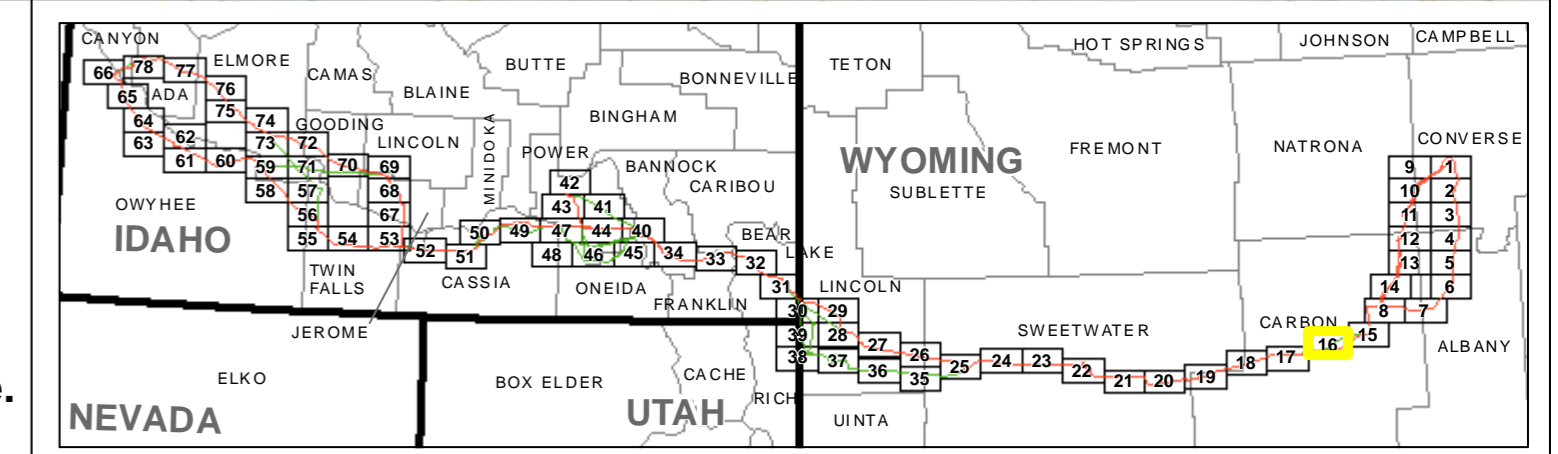 CANYON
ELMORE
CAMAS
BUTTE
BONNEVILLE
TETON
HOT SPRINGS
JOHNSON
CAMPBELL
66 78 77
76
65 ADA
BLAINE
75
64
74
BINGHAM
GOODING
LINCOLN
MINIDOKA
63 62
73 72
POWER
BANNOCK
CARIBOU
WYOMING
SUBLETTE
FREMONT
NATRONA
CONVERSE
61 60 59 71 70 69
9 1
58 57 68
42
10 2
OWYHEE
56 67
43 41
11 3
IDAHO
55 54 53 52 51 50 49 47 44 40
BEAR
LAKE
12 4
48 46 45 34 33 32
13 5
TWIN
FALLS
CASSIA
ONEIDA
FRANKLIN
31
LINCOLN
14 6
JEROME
30 29
8 7
39 28 27 26
SWEETWATER
CARBON
16 15
ALBANY
38 37 36 35 25 24 23 22 21 20 19 18 17
ELKO
BOX ELDER
CACHE
RICH
UINTA
NEVADA
UTAH
e.